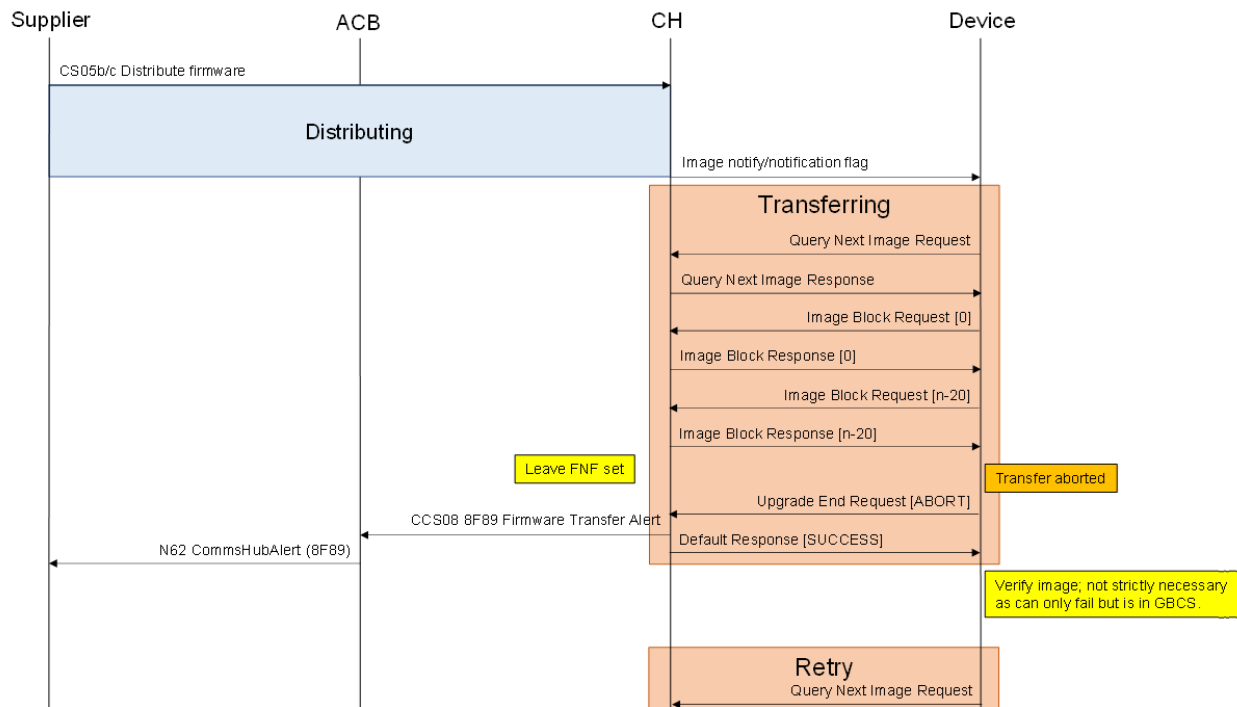 Supplier
ACB
CH
Device
CS05b/c Distribute firmware
Distributing
Image notify/notification flag
Transferring
Query Next Image Request
Query Next Image Response
Image Block Request [0]
Image Block Response [0]
Image Block Request [n-20]
Image Block Response [n-20]
Leave FNF set
Transfer aborted
Upgrade End Request [ABORT]
CCS08 8F89 Firmware Transfer Alert
Default Response [SUCCESS]
N62 CommsHubAlert (8F89)
Verify image; not strictly necessary
as can only fail but is in GBCS.
Retry
Query Next Image Request